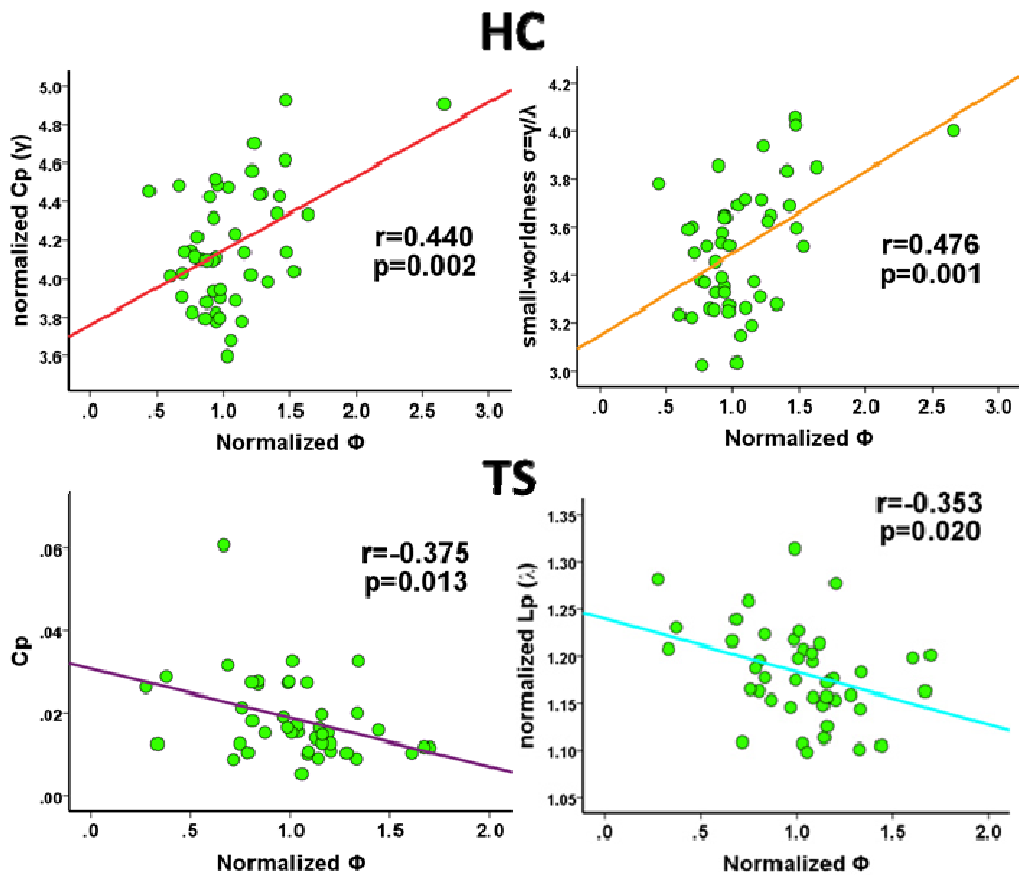 HC
normalized Cp (γ)
5.0
4.8
4.6
4.4
4.2
4.0
3.8
3.6
r=0.440
p=0.002
.0 .5 1.0 1.5 2.0 2.5 3.0
Normalized Φ
small-worldness σ=γ/λ
4.2
4.0
3.8
3.6
3.4
3.2
3.0
r=0.476
p=0.001
.0 .5 1.0 1.5 2.0 2.5 3.0
Normalized Φ
TS
Cp
.06
.04
.02
.00
r=-0.375
p=0.013
.0 .5 1.0 1.5 2.0
Normalized Φ
normalized Lp (λ)
1.35
1.30
1.25
1.20
1.15
1.10
1.05
r=-0.353
p=0.020
.0 .5 1.0 1.5 2.0
Normalized Φ